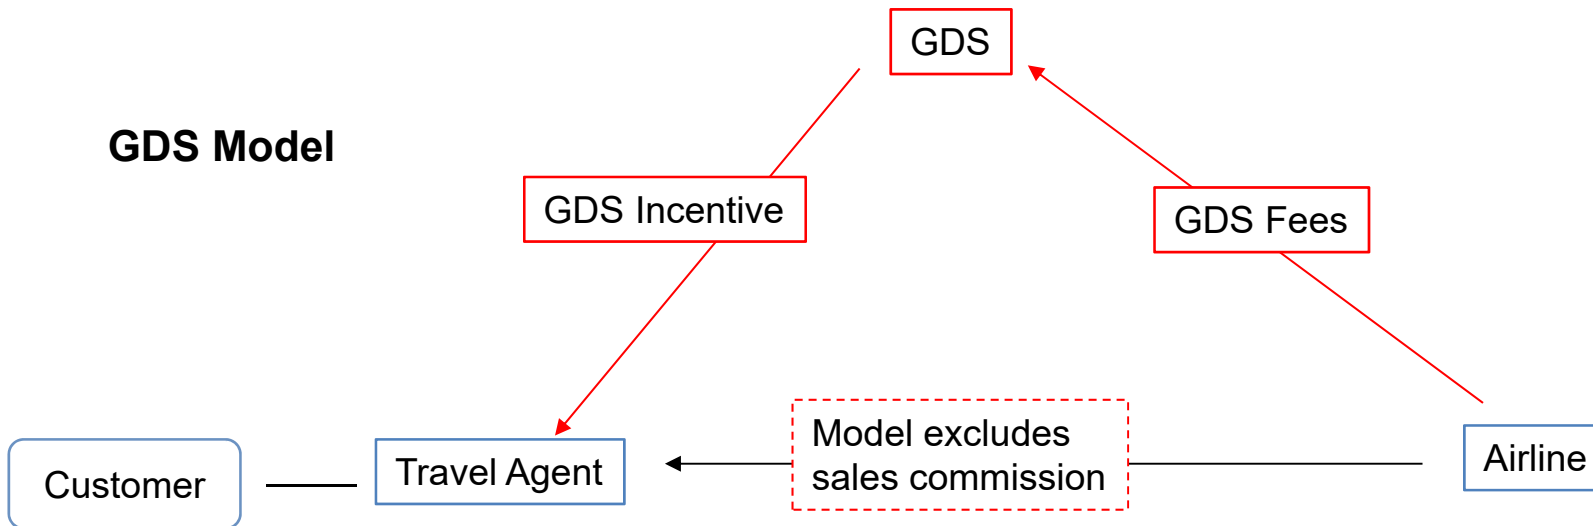 GDS
GDS Model
GDS Incentive
GDS Fees
Model excludes
sales commission
Customer
Travel Agent
Airline